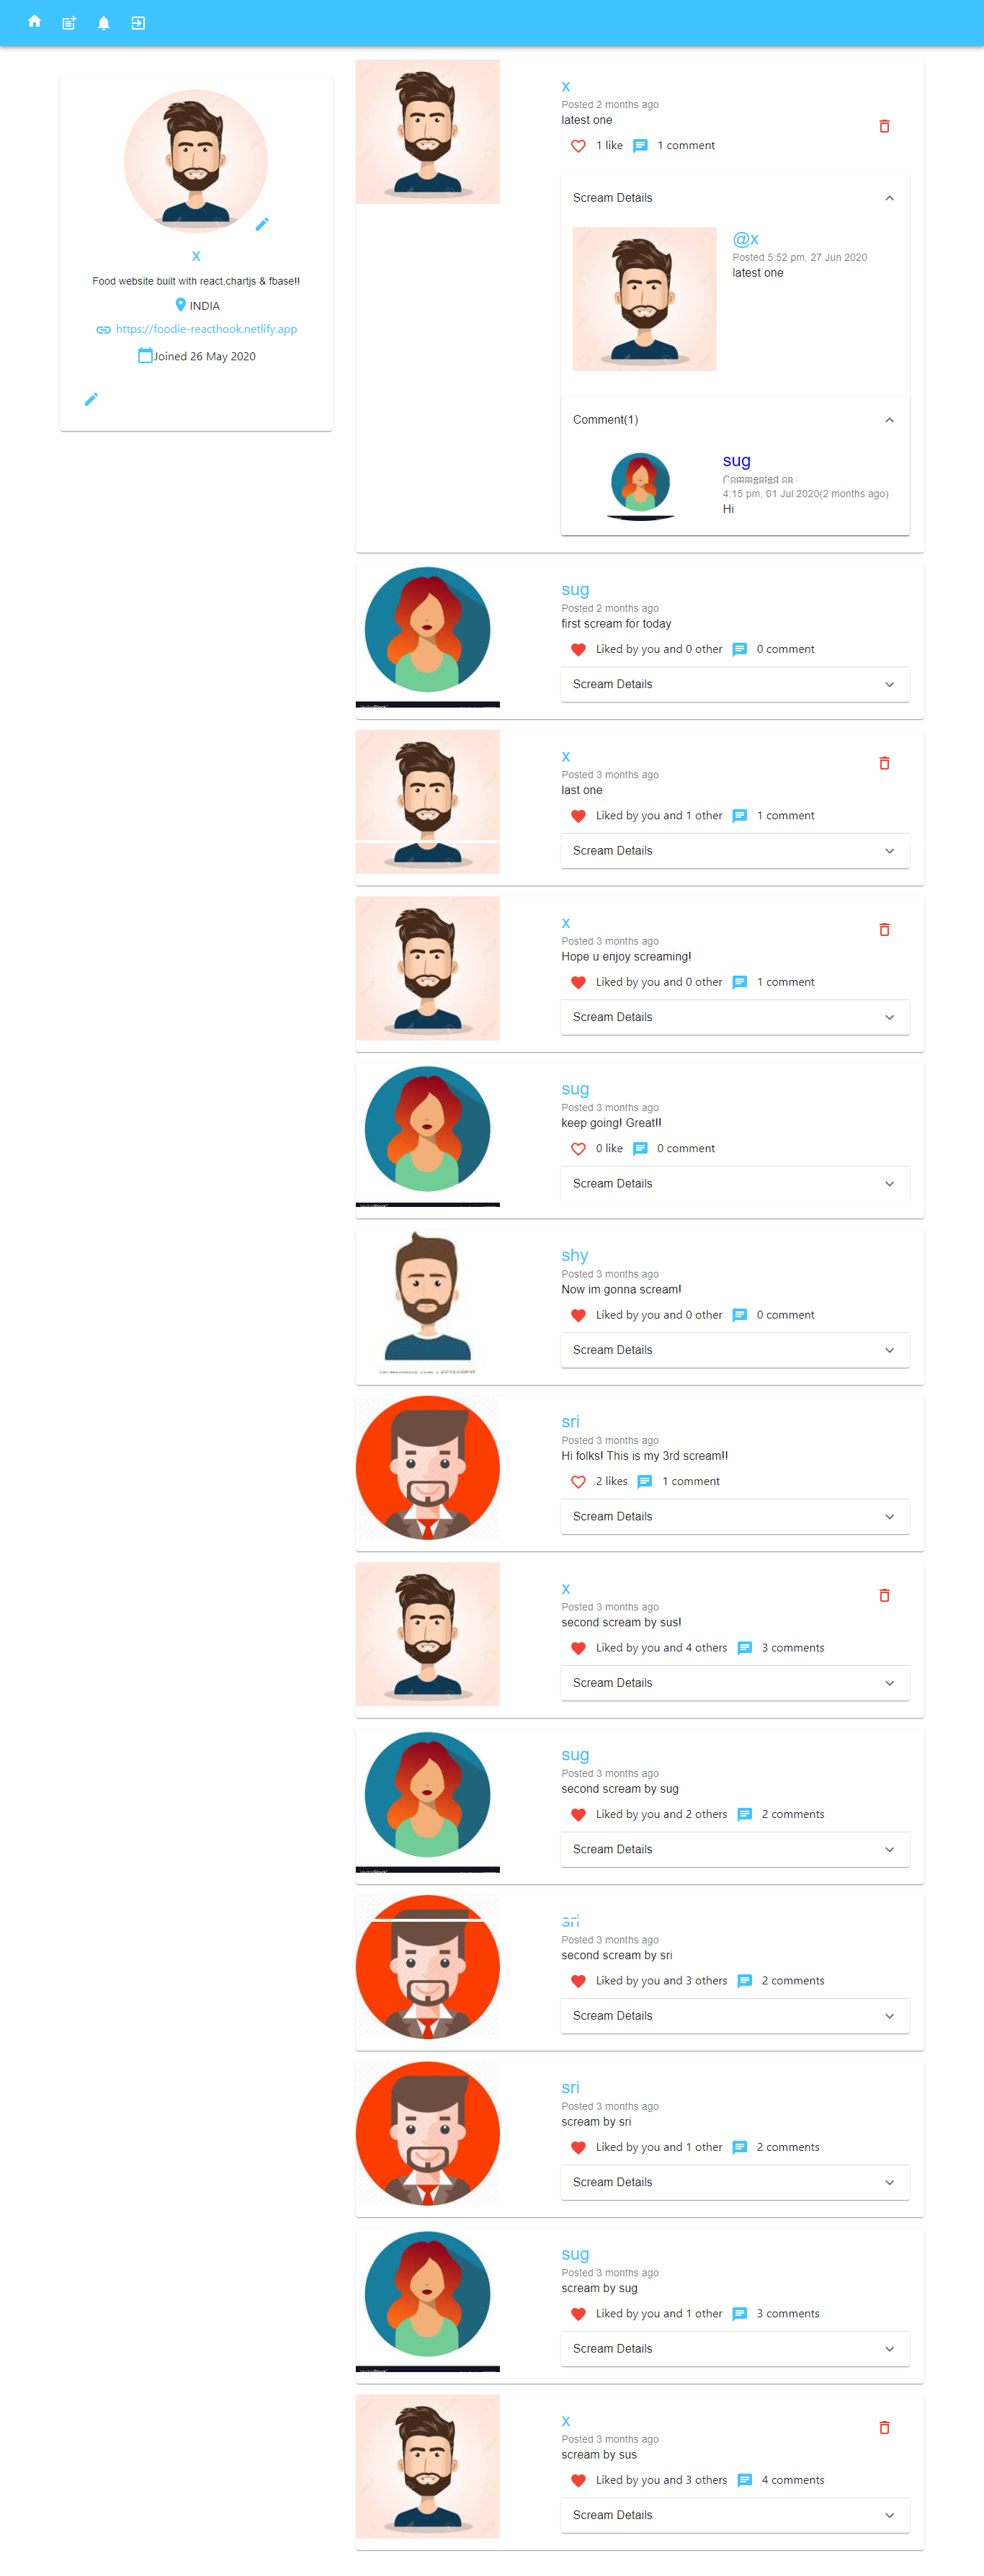 x
Food website built with react,chartjs & fbase!!
INDIA
https://foodie-reacthook.netlify.app
Joined 26 May 2020
x
Posted 2 months ago
latest one
1 like 1 comment
Scream Details
@x
Posted 5:52 pm, 27 Jun 2020
latest one
Comment(1)
sug
Commented on :
4:15 pm, 01 Jul 2020(2 months ago)
Hi
sug
Posted 2 months ago
first scream for today
Liked by you and 0 other 0 comment
Scream Details
x
Posted 3 months ago
last one
Liked by you and 1 other 1 comment
Scream Details
x
Posted 3 months ago
Hope u enjoy screaming!
Liked by you and 0 other 1 comment
Scream Details
sug
Posted 3 months ago
keep going! Great!!
0 like 0 comment
Scream Details
shy
Posted 3 months ago
Now im gonna scream!
Liked by you and 0 other 0 comment
Scream Details
sri
Posted 3 months ago
Hi folks! This is my 3rd scream!!
2 likes 1 comment
Scream Details
x
Posted 3 months ago
second scream by sus!
Liked by you and 4 others 3 comments
Scream Details
sug
Posted 3 months ago
second scream by sug
Liked by you and 2 others 2 comments
Scream Details
sri
Posted 3 months ago
second scream by sri
Liked by you and 3 others 2 comments
Scream Details
sri
Posted 3 months ago
scream by sri
Liked by you and 1 other 2 comments
Scream Details
sug
Posted 3 months ago
scream by sug
Liked by you and 1 other 3 comments
Scream Details
x
Posted 3 months ago
scream by sus
Liked by you and 3 others 4 comments
Scream Details